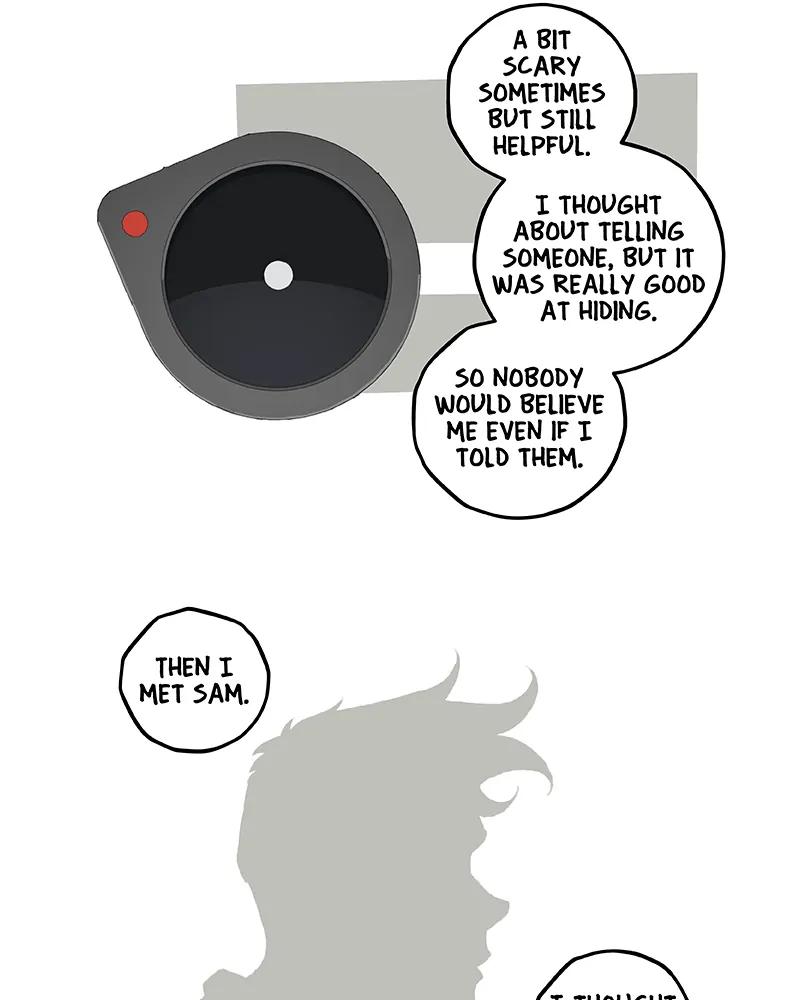 A BIT
SCARY
SOMETIMES
BUT STILL
HELPFUL.
I THOUGHT
ABOUT TELLING
SOMEONE, BUT IT
WAS REALLY GOOD
AT HIDING.
SO NOBODY
WOULD BELIEVE
ME EVEN IF I
TOLD THEM.
THEN I
MET SAM.
I THOUGHT